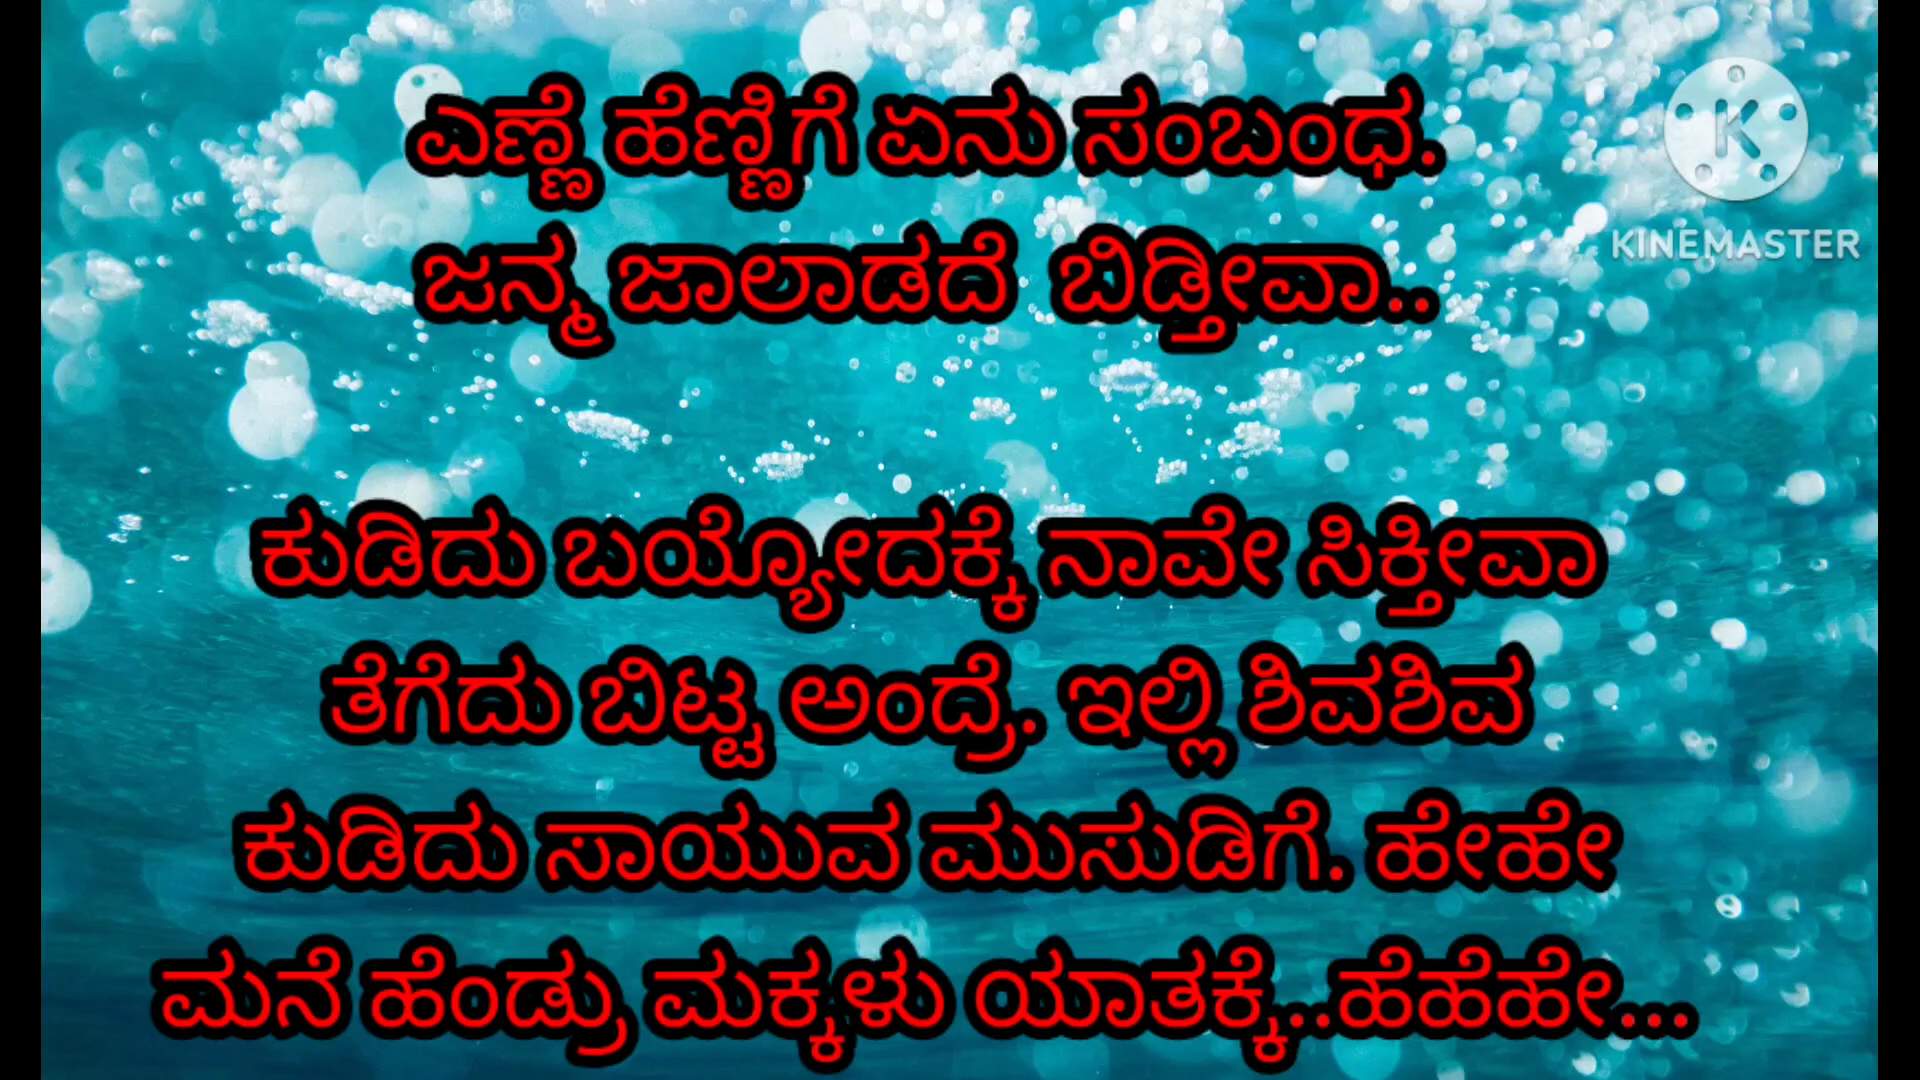 ಎಣ್ಣೆ ಹೆಣ್ಣಿಗೆ ಏನು ಸಂಬಂಧ.
ಜನ್ಮ ಜಾಲಾಡದೆ ಬಿಡ್ತೀವಾ..
KINEMASTER
ಕುಡಿದು ಬಯ್ಯೋದಕ್ಕೆ ನಾವೇ ಸಿಕ್ತೀವಾ
ತೆಗೆದು ಬಿಟ್ಟ ಅಂದ್ರೆ. ಇಲ್ಲಿ ಶಿವಶಿವ
ಕುಡಿದು ಸಾಯುವ ಮುಸುಡಿಗೆ. ಹೇಹೇ
ಮನೆ ಹೆಂಡ್ರು ಮಕ್ಕಳು ಯಾತಕ್ಕೆ..ಹೆಹೆಹೇ...